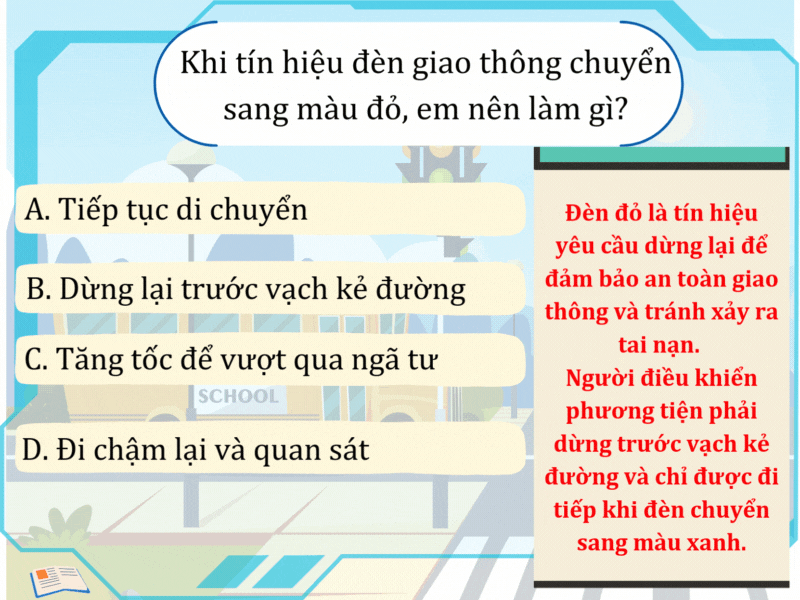 Khi tín hiệu đèn giao thông chuyển
sang màu đỏ, em nên làm gì?
A. Tiếp tục di chuyển
B. Dừng lại trước vạch kẻ đường
C. Tăng tốc để vượt qua ngã tư
SCHOOL
D. Đi chậm lại và quan sát
Đèn đỏ là tín hiệu
yêu cầu dừng lại để
đảm bảo an toàn giao
thông và tránh xảy ra
tai nạn.
Người điều khiển
phương tiện phải
dừng trước vạch kẻ
đường và chỉ được đi
tiếp khi đèn chuyển
sang màu xanh.